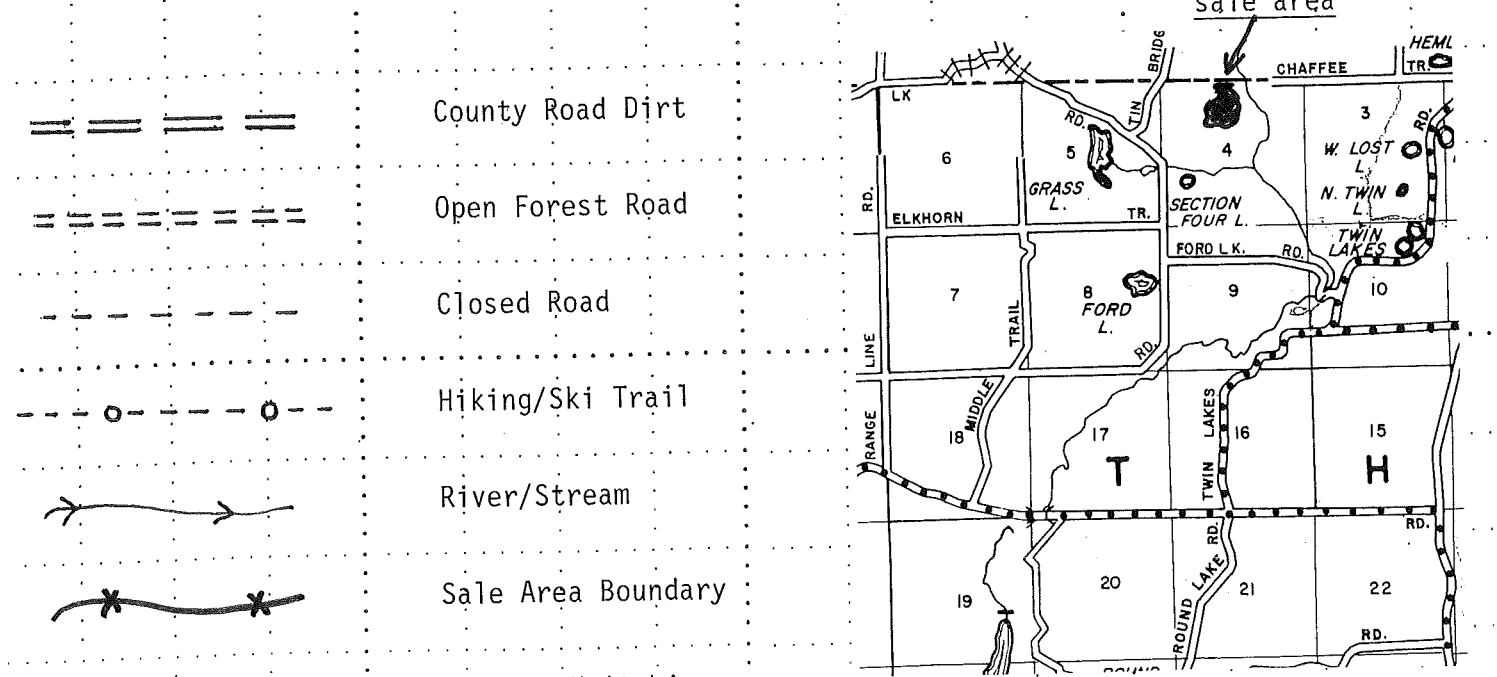 sale area
County Road Dirt
Open Forest Road
Closed Road
Hiking/Ski Trail
River/Stream
Sale Area Boundary
HEML
TR.
CHAFFEE
BRIDG
TIN
LK
RD.
3
RD.
6
5
4
W. LOST
L.
GRASS
L.
N. TWIN
L.
SECTION
FOUR L.
RD.
ELKHORN
TR.
TWIN
LAKES
FORD LK.
RD.
7
8
9
10
FORD
L.
TRAIL
LINE
RD.
MIDDLE
RANGE
18
17
LAKES
TWIN
16
15
T
H
RD.
RD.
20
LAKE
ROUND
21
22
19
RD.